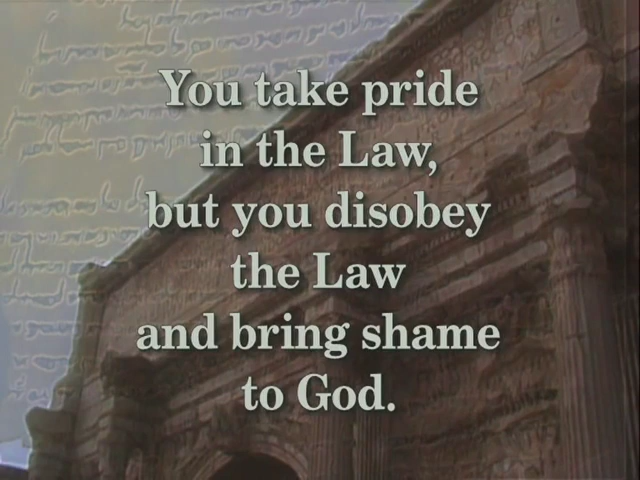 You take pride
in the Law,
but you disobey
the Law
and bring shame
to God.